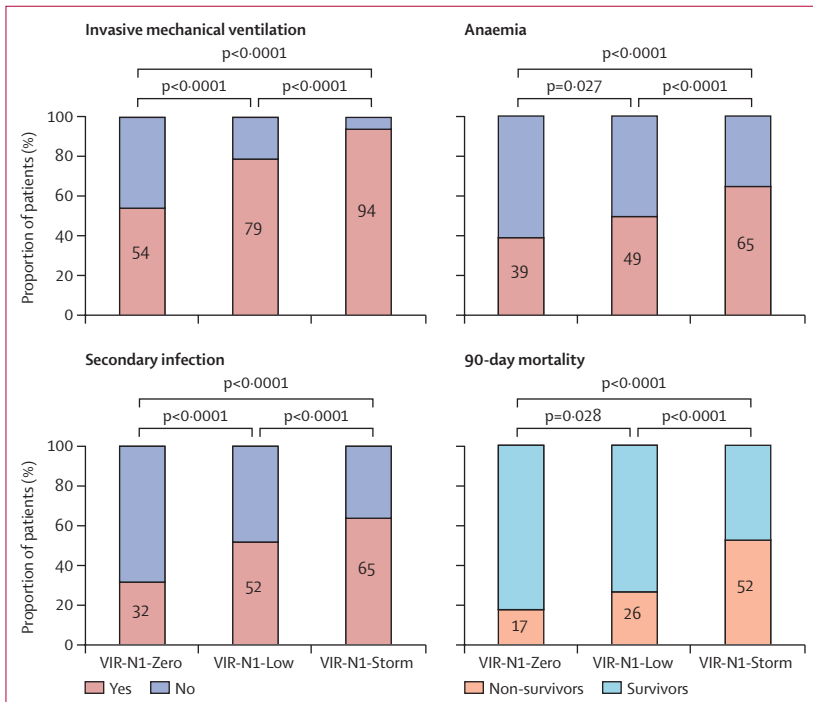 Invasive mechanical ventilation
p<0·0001
p<0·0001 p<0·0001
Proportion of patients (%)
100
80
60
40
20
0
54
79
94
Anaemia
p<0·0001
p=0·027 p<0·0001
39
49
65
Secondary infection
p<0·0001
p<0·0001 p<0·0001
Proportion of patients (%)
100
80
60
40
20
0
32
52
65
VIR-N1-Zero VIR-N1-Low VIR-N1-Storm
Yes No
90-day mortality
p<0·0001
p=0·028 p<0·0001
17
26
52
VIR-N1-Zero VIR-N1-Low VIR-N1-Storm
Non-survivors Survivors